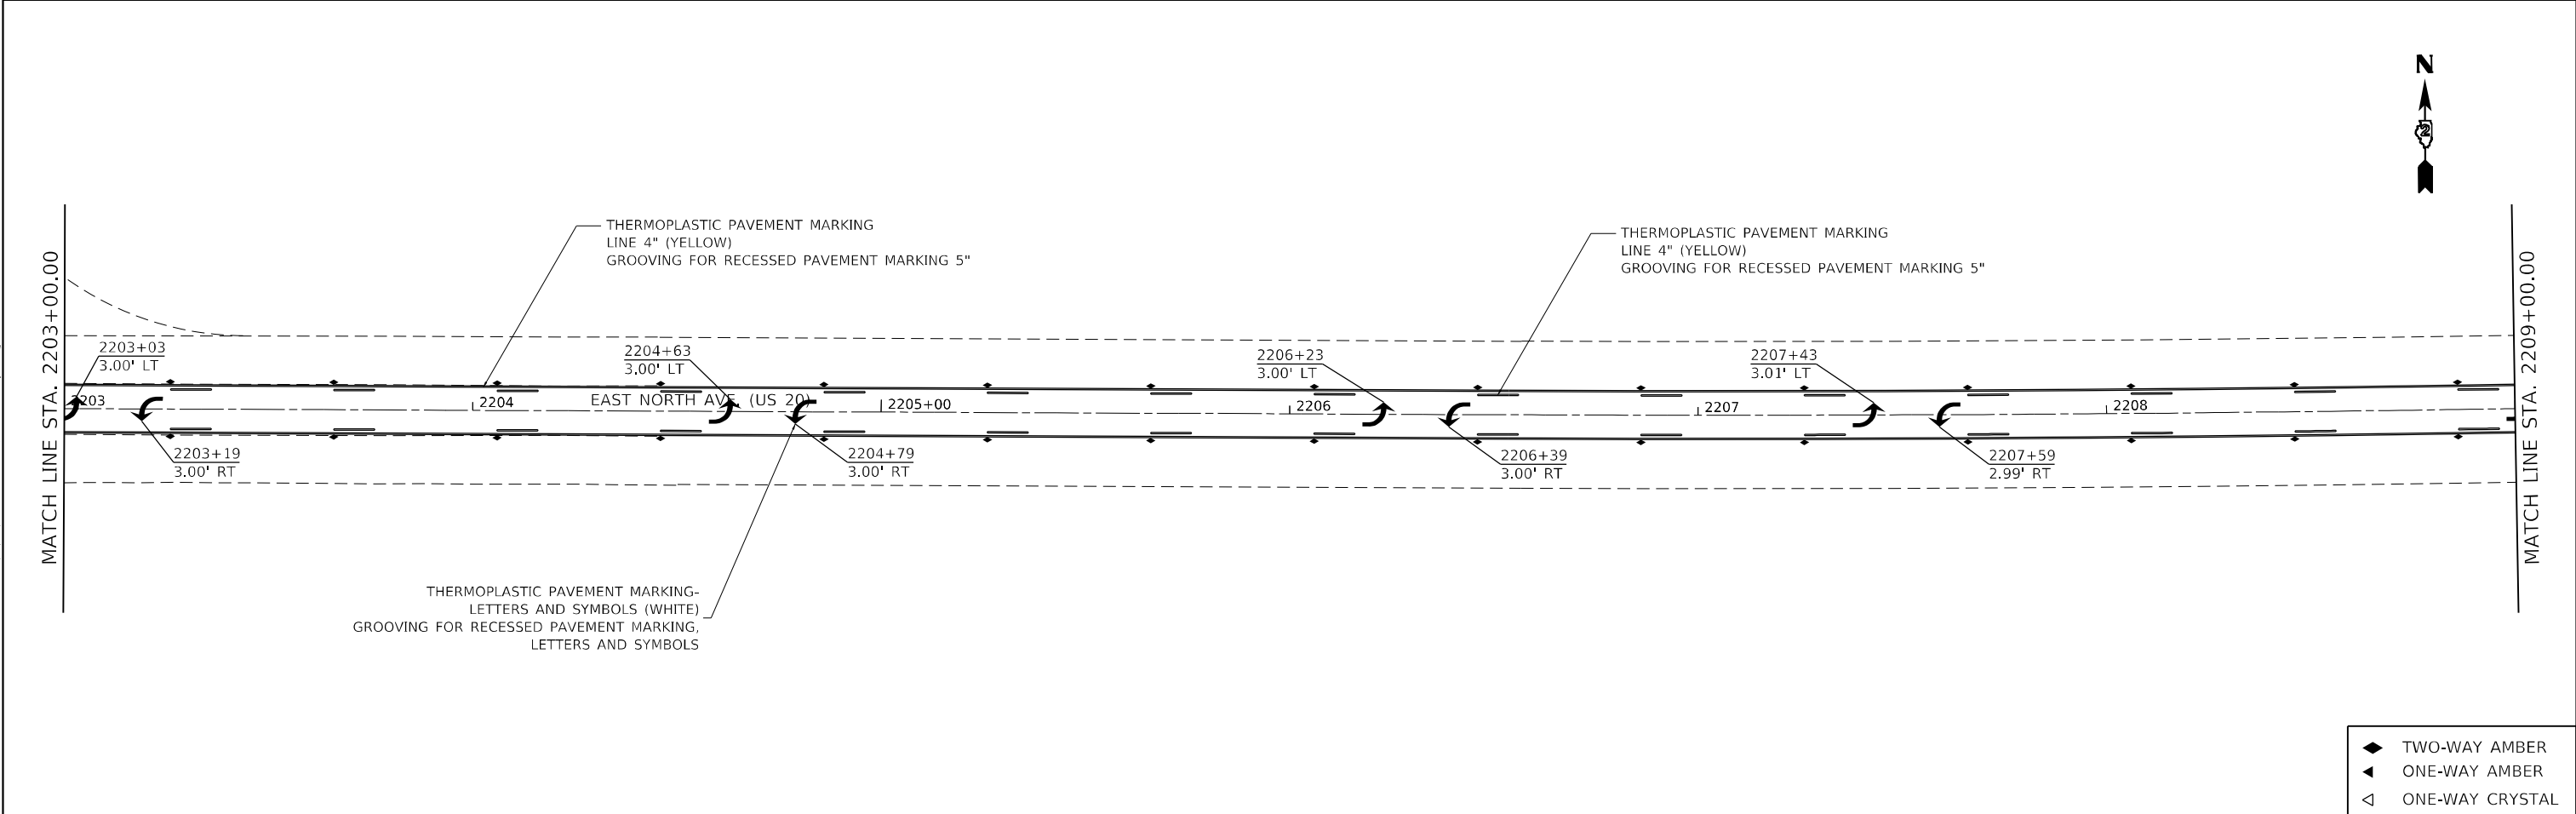 N
2
THERMOPLASTIC PAVEMENT MARKING
LINE 4" (YELLOW)
GROOVING FOR RECESSED PAVEMENT MARKING 5"
THERMOPLASTIC PAVEMENT MARKING
LINE 4" (YELLOW)
GROOVING FOR RECESSED PAVEMENT MARKING 5"
MATCH LINE STA. 2203+00.00
MATCH LINE STA. 2209+00.00
2203+03
3.00' LT
2204+63
3.00' LT
2206+23
3.00' LT
2207+43
3.01' LT
2203
2204
EAST NORTH AVE. (US 20)
2205+00
2206
2207
2208
2203+19
3.00' RT
2204+79
3.00' RT
2206+39
3.00' RT
2207+59
2.99' RT
THERMOPLASTIC PAVEMENT MARKING-
LETTERS AND SYMBOLS (WHITE)
GROOVING FOR RECESSED PAVEMENT MARKING,
LETTERS AND SYMBOLS
TWO-WAY AMBER
ONE-WAY AMBER
ONE-WAY CRYSTAL